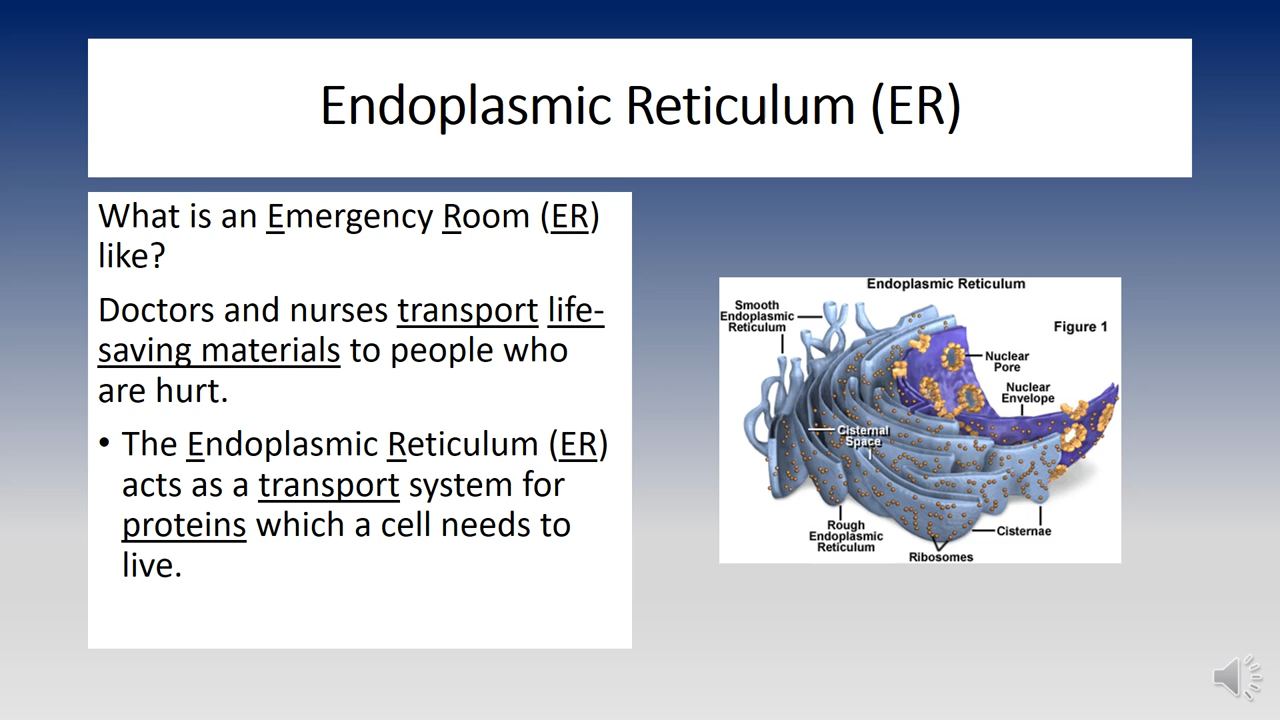 Endoplasmic Reticulum (ER)
What is an Emergency Room (ER)
like?
Doctors and nurses transport life-
saving materials to people who
are hurt.
• The Endoplasmic Reticulum (ER)
acts as a transport system for
proteins which a cell needs to
live.
Endoplasmic Reticulum
Smooth
Endoplasmic
Reticulum
Figure 1
Nuclear
Pore
Nuclear
Envelope
Cisternal
Space
Rough
Endoplasmic
Reticulum
Cisternae
Ribosomes